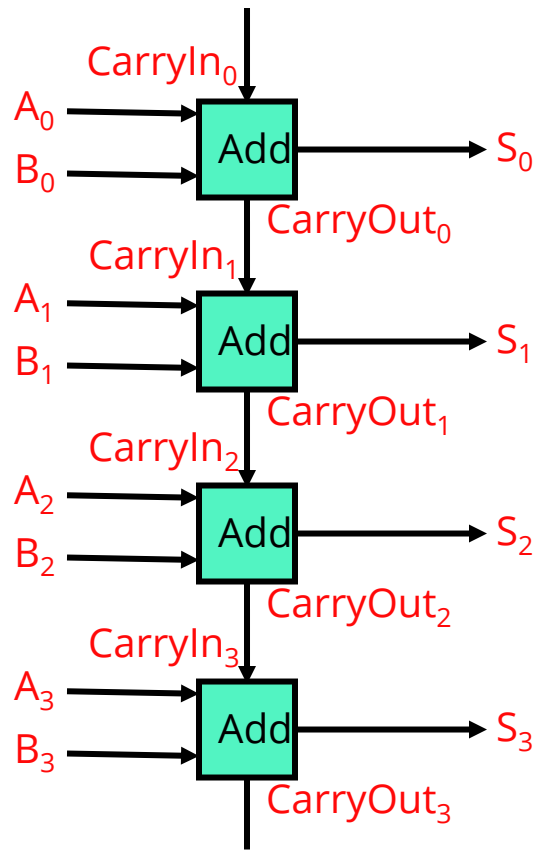 CarryIn₀
A₀
Add
S₀
B₀
CarryOut₀
CarryIn₁
A₁
Add
S₁
B₁
CarryOut₁
CarryIn₂
A₂
Add
S₂
B₂
CarryOut₂
CarryIn₃
A₃
Add
S₃
B₃
CarryOut₃